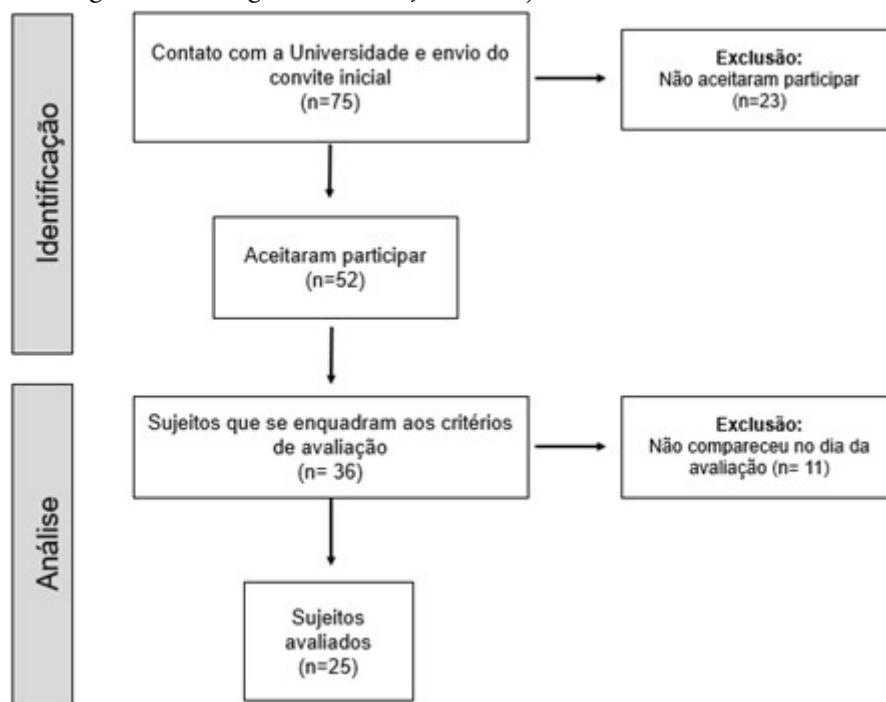 Identificação
Contato com a Universidade e envio do
convite inicial
(n=75)
Exclusão:
Não aceitaram participar
(n=23)
Aceitaram participar
(n=52)
Análise
Sujeitos que se enquadram aos critérios
de avaliação
(n= 36)
Exclusão:
Não compareceu no dia da
avaliação (n= 11)
Sujeitos
avaliados
(n=25)